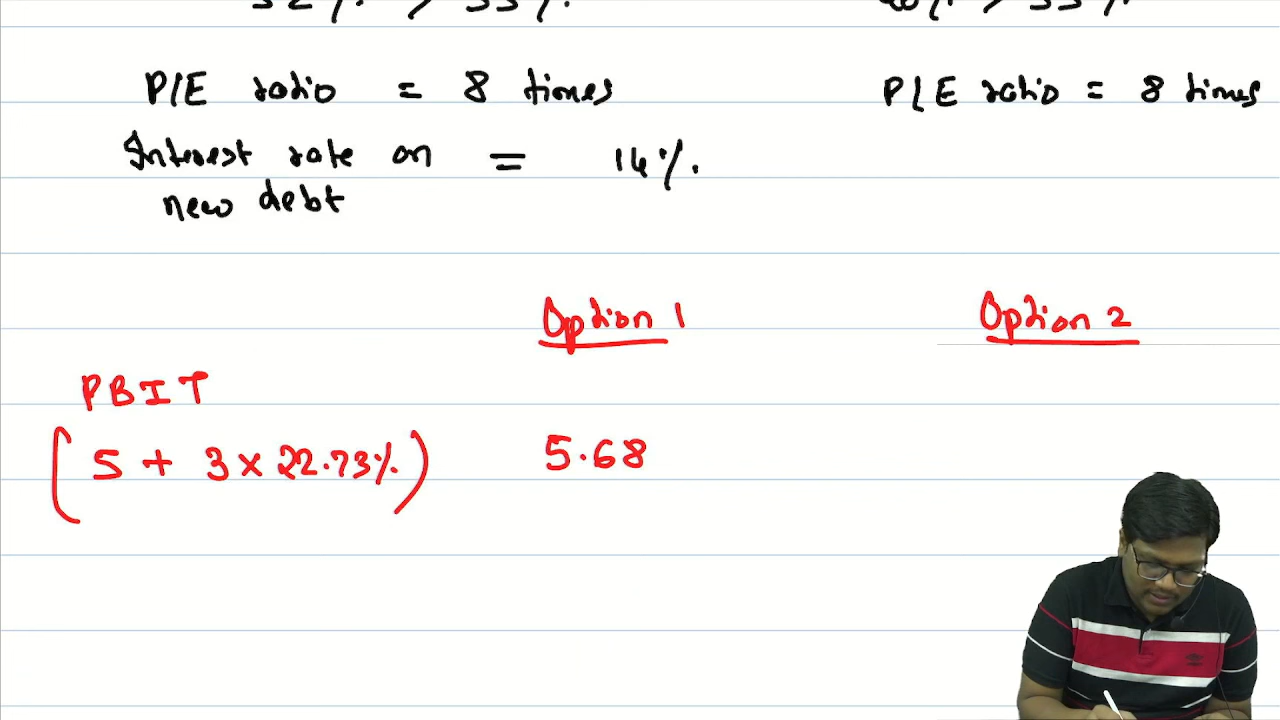 P/E ratio = 8 times
P/E ratio = 8 times
Interest rate on = 14%.
new debt
Option 1
Option 2
PBIT
(5 + 3 × 22.73%)
5.68